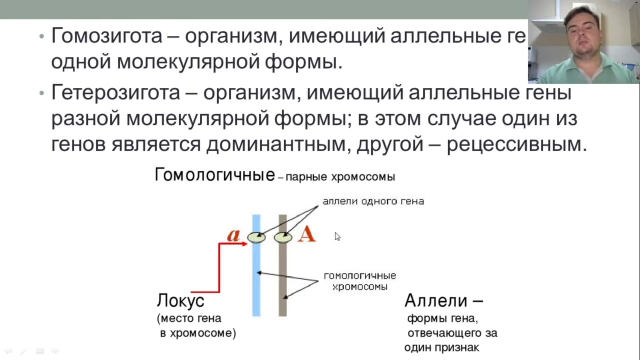 • Гомозигота – организм, имеющий аллельные ге
одной молекулярной формы.
• Гетерозигота – организм, имеющий аллельные гены
разной молекулярной формы; в этом случае один из
генов является доминантным, другой – рецессивным.
Гомологичные – парные хромосомы
аллели одного гена
а А
гомологичные
хромосомы
Локус
(место гена
в хромосоме)
Аллели –
формы гена,
отвечающего за
один признак